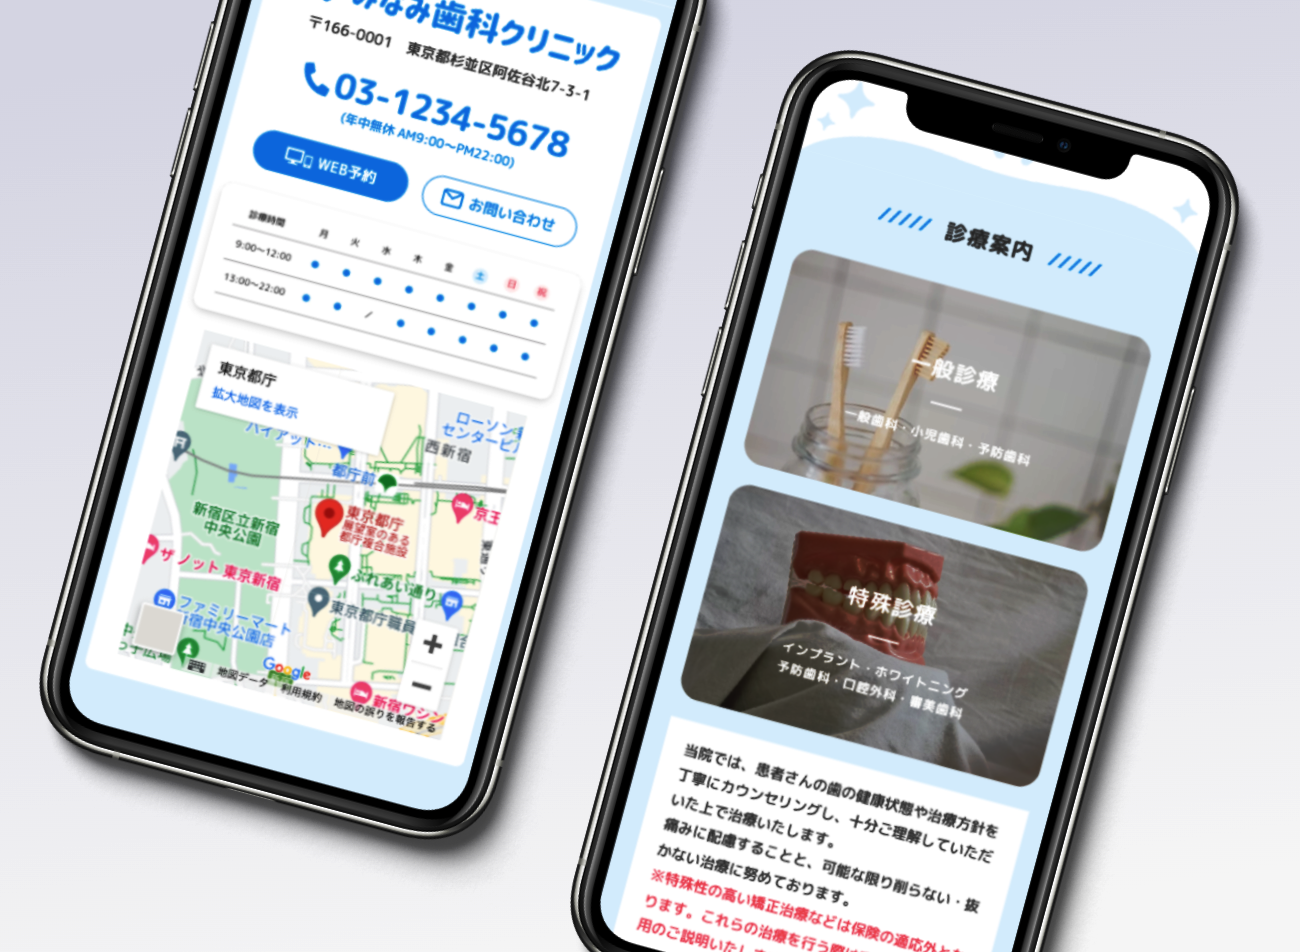 みなみ歯科クリニック
〒166-0001 東京都杉並区阿佐谷北7-3-1
03-1234-5678
(年中無休 AM9:00〜PM22:00)
WEB予約
お問い合わせ
診療時間 月 火 水 木 金 土 日 祝
9:00〜12:00 ● ● ● ● ● ● ● ●
13:00〜22:00 ● ● / ● ● ● ● ●
東京都庁
拡大地図を表示
ハイアット...
ローソン
センタービ
西新宿
都庁前
新宿区立新宿
中央公園
東京都庁
展望室のある
都庁複合施設
京王
ザ ノット 東京新宿
ふれあい通り
ファミリーマート
宿中央公園店
東京都庁職員
+
Google
−
地図データ 利用規約 地図の誤りを報告する
新宿ワシン
診療案内
一般診療
一般歯科・小児歯科・予防歯科
特殊診療
インプラント・ホワイトニング
予防歯科・口腔外科・審美歯科
当院では、患者さんの歯の健康状態や治療方針を
丁寧にカウンセリングし、十分ご理解していただ
いた上で治療いたします。
痛みに配慮することと、可能な限り削らない・抜
かない治療に努めております。
※特殊性の高い矯正治療などは保険の適応外とな
ります。これらの治療を行う際は
用のご説明いたしま